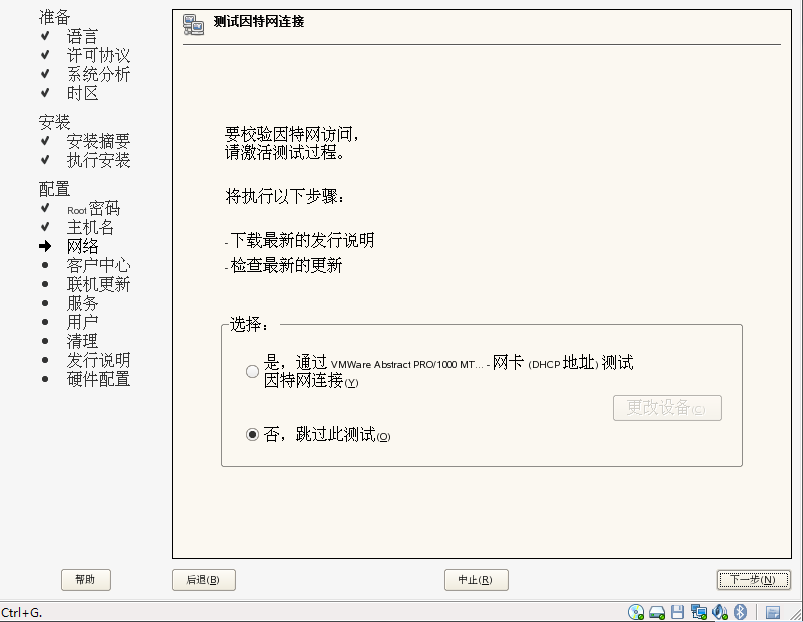 准备
语言
许可协议
系统分析
时区
安装
安装摘要
执行安装
配置
Root 密码
主机名
网络
客户中心
联机更新
服务
用户
清理
发行说明
硬件配置
测试因特网连接
要校验因特网访问，
请激活测试过程。
将执行以下步骤：
- 下载最新的发行说明
- 检查最新的更新
选择：
是，通过 VMWare Abstract PRO/1000 MT... - 网卡 (DHCP 地址) 测试
因特网连接(Y)
更改设备(C)
否，跳过此测试(O)
帮助
后退(B)
中止(R)
下一步(N)
Ctrl+G.